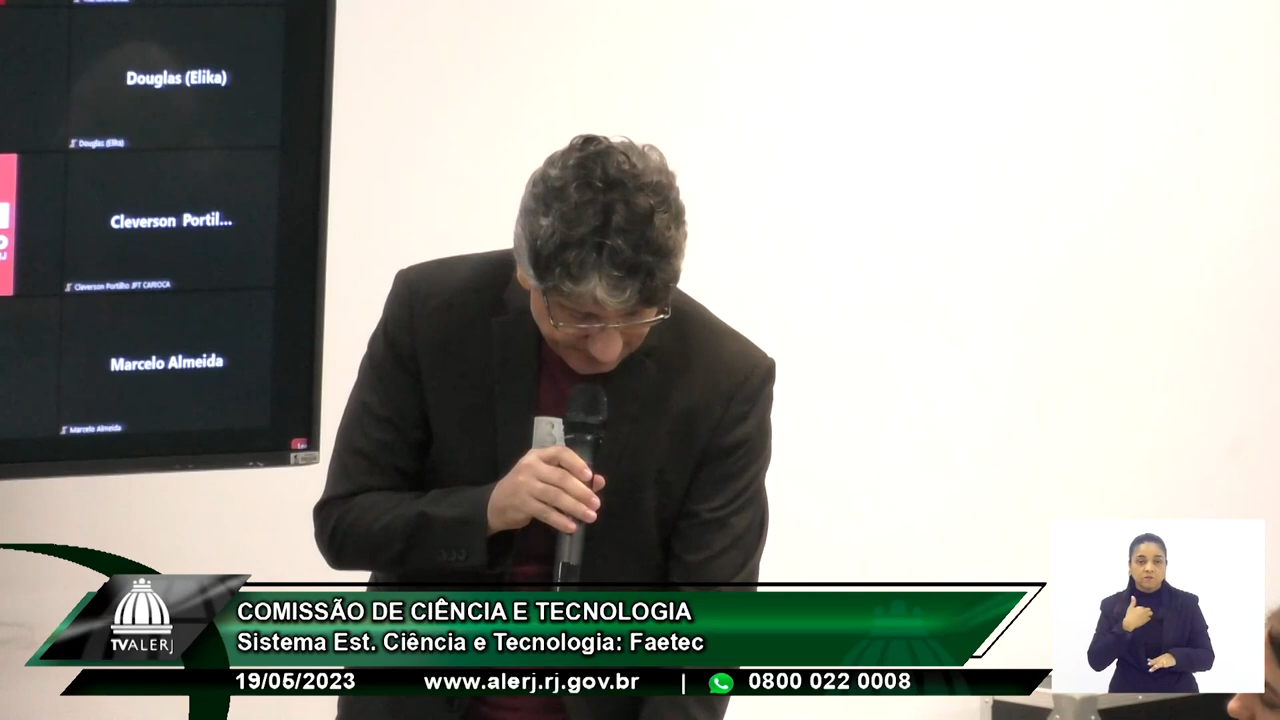 Douglas (Elika)
Douglas (Elika)
Cleverson Portil...
Cleverson Portilho JPT CARIOCA
Marcelo Almeida
Marcelo Almeida
TVALERJ
COMISSÃO DE CIÊNCIA E TECNOLOGIA
Sistema Est. Ciência e Tecnologia: Faetec
19/05/2023 www.alerj.rj.gov.br | 0800 022 0008